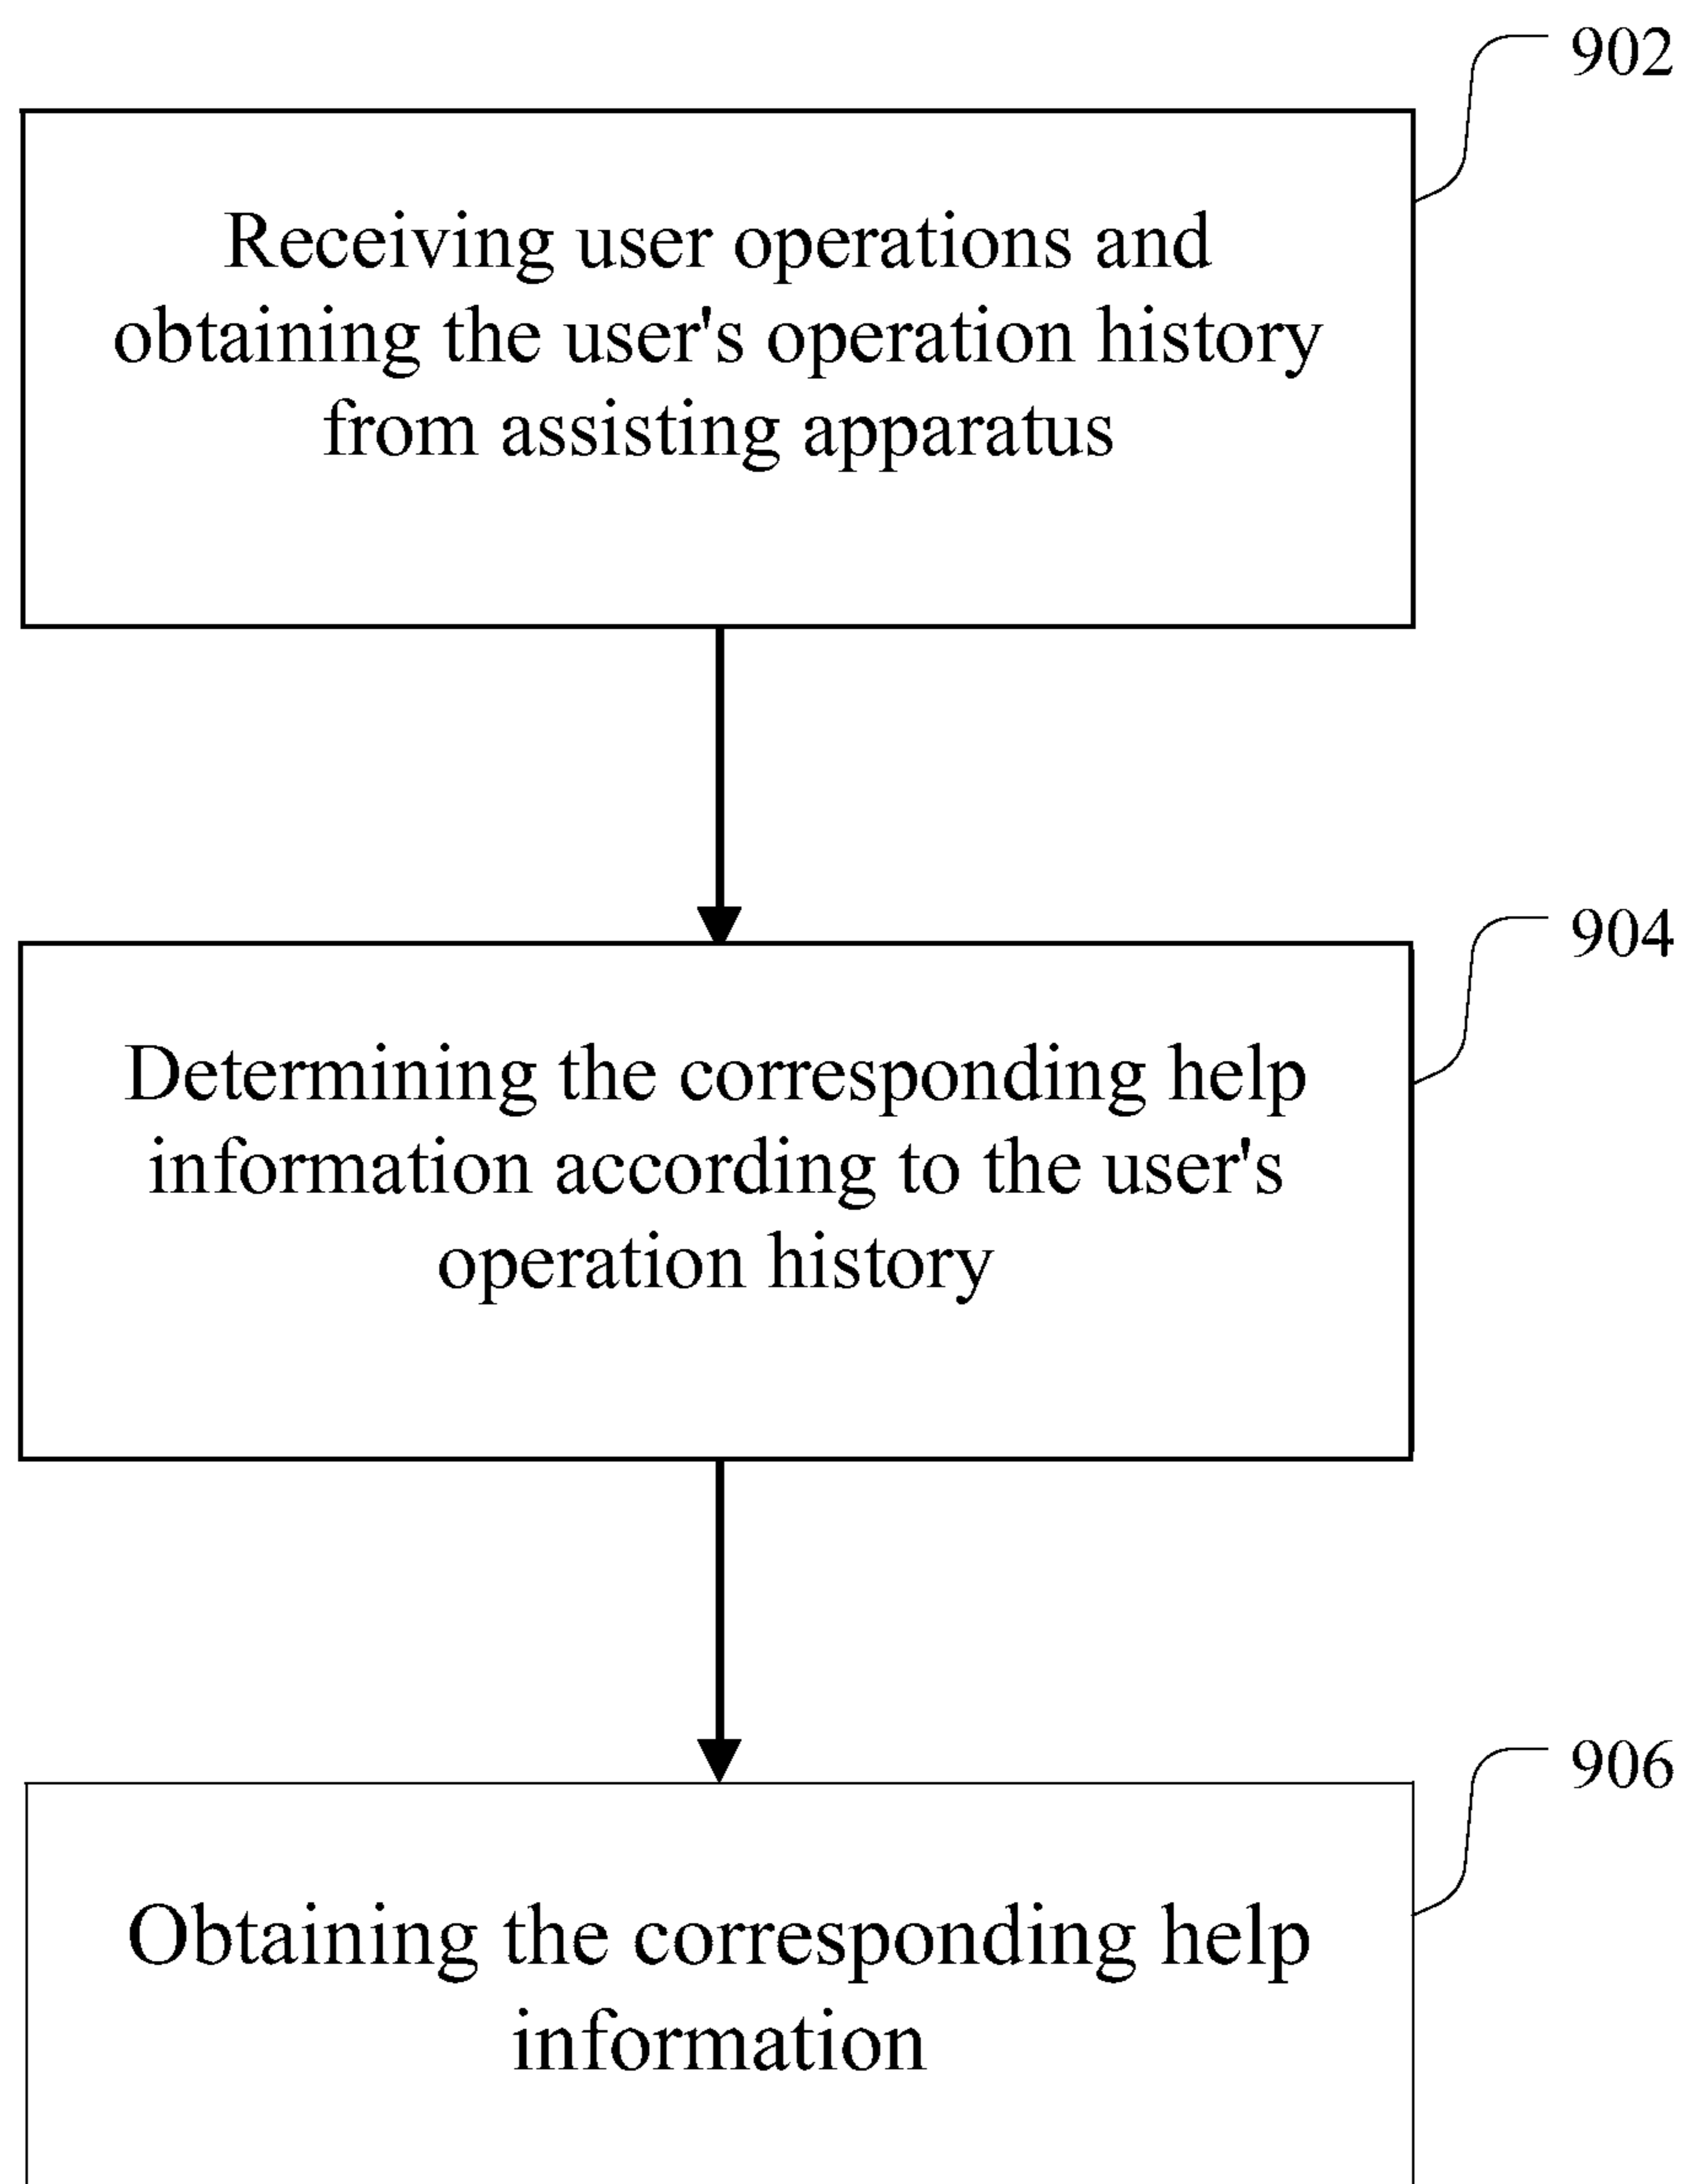 902
Receiving user operations and
obtaining the user's operation history
from assisting apparatus
904
Determining the corresponding help
information according to the user's
operation history
906
Obtaining the corresponding help
information